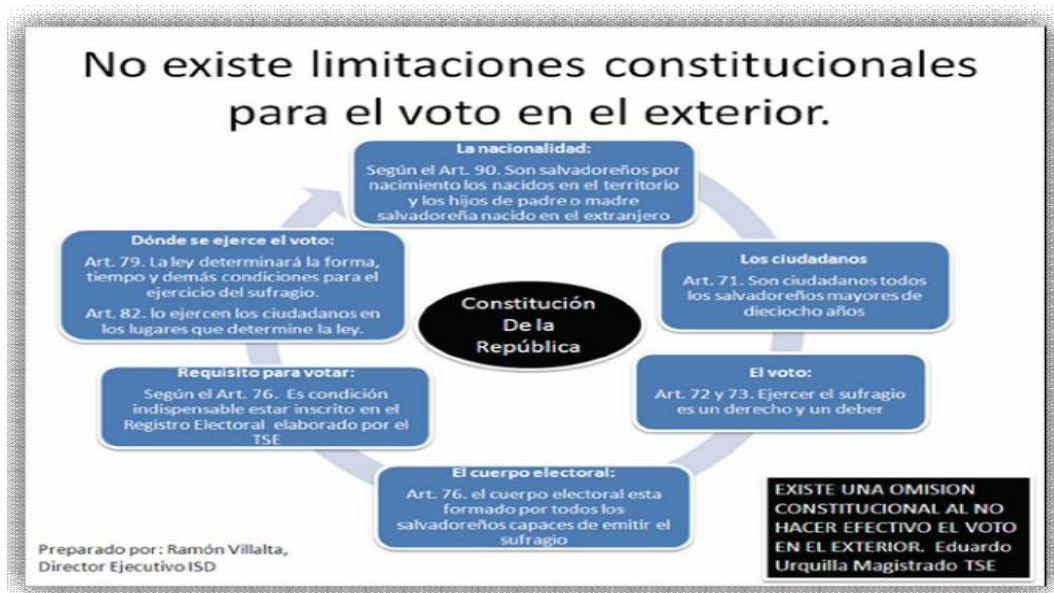 No existe limitaciones constitucionales
para el voto en el exterior.
La nacionalidad:
Según el Art. 90. Son salvadoreños por
nacimiento los nacidos en el territorio
y los hijos de padre o madre
salvadoreña nacido en el extranjero
Los ciudadanos
Art. 71. Son ciudadanos todos
los salvadoreños mayores de
dieciocho años
El voto:
Art. 72 y 73. Ejercer el sufragio
es un derecho y un deber
El cuerpo electoral:
Art. 76. el cuerpo electoral esta
formado por todos los
salvadoreños capaces de emitir el
sufragio
Requisito para votar:
Según el Art. 76. Es condición
indispensable estar inscrito en el
Registro Electoral elaborado por el
TSE
Dónde se ejerce el voto:
Art. 79. La ley determinará la forma,
tiempo y demás condiciones para el
ejercicio del sufragio.
Art. 82. lo ejercen los ciudadanos en
los lugares que determine la ley.
Constitución
De la
República
Preparado por: Ramón Villalta,
Director Ejecutivo ISD
EXISTE UNA OMISION
CONSTITUCIONAL AL NO
HACER EFECTIVO EL VOTO
EN EL EXTERIOR. Eduardo
Urquilla Magistrado TSE